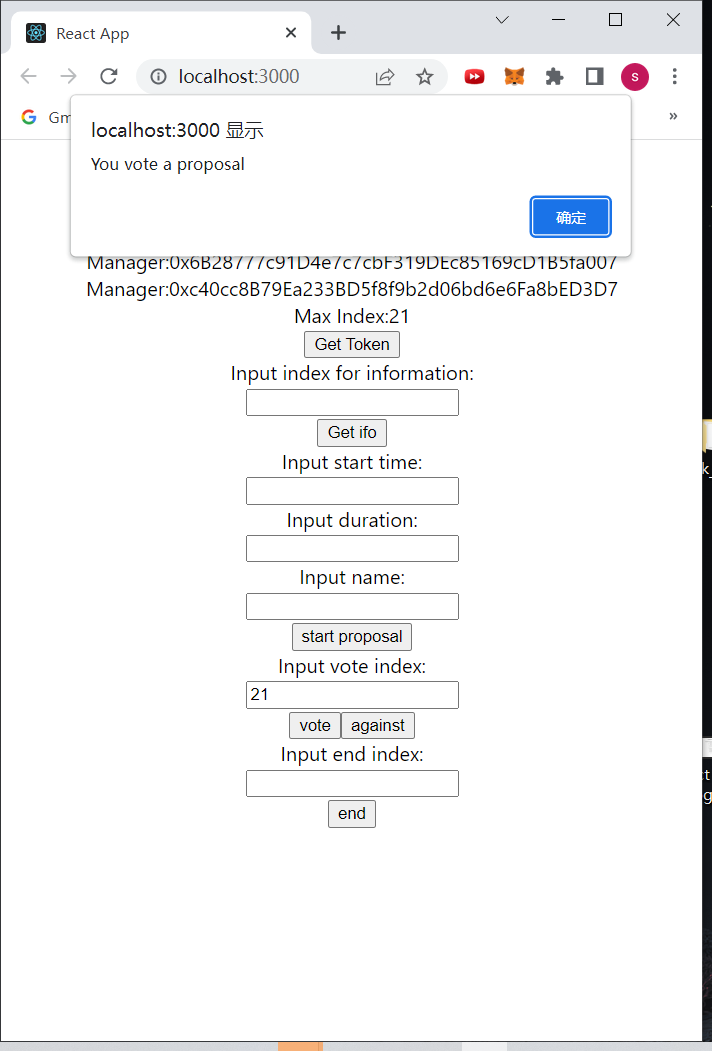 React App
localhost:3000
S
Gm
»
localhost:3000 显示
You vote a proposal
确定
Manager:0x6B28777c91D4e7c7cbF319DEc85169cD1B5fa007
Manager:0xc40cc8B79Ea233BD5f8f9b2d06bd6e6Fa8bED3D7
Max Index:21
Get Token
Input index for information:
Get ifo
Input start time:
Input duration:
Input name:
start proposal
Input vote index:
21
vote against
Input end index:
end